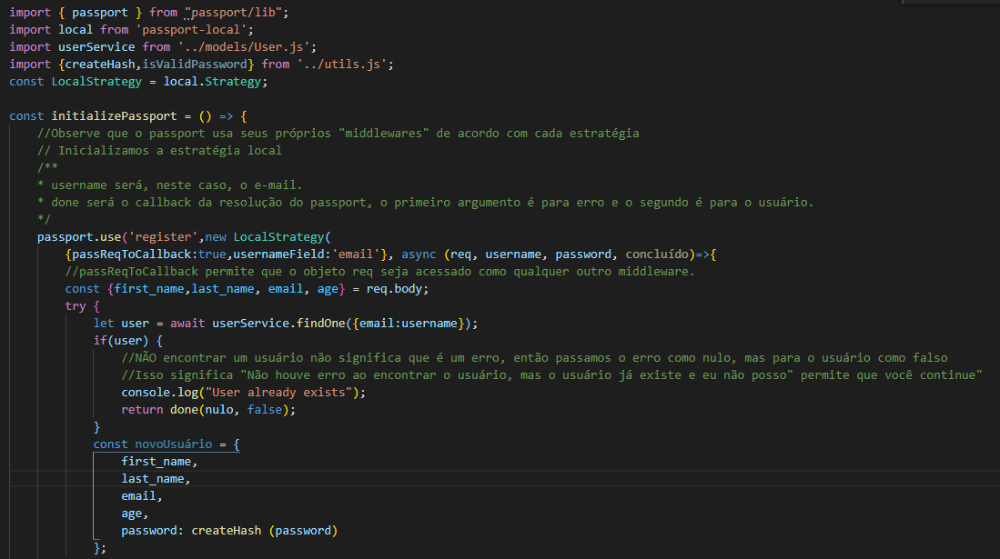 import { passport } from "passport/lib";
import local from 'passport-local';
import userService from '../models/User.js';
import {createHash,isValidPassword} from '../utils.js';
const LocalStrategy = local.Strategy;
const initializePassport = () => {
//Observe que o passport usa seus próprios "middlewares" de acordo com cada estratégia
// Inicializamos a estratégia local
/**
* username será, neste caso, o e-mail.
* done será o callback da resolução do passport, o primeiro argumento é para erro e o segundo é para o usuário.
*/
passport.use('register',new LocalStrategy(
{passReqToCallback:true,usernameField:'email'}, async (req, username, password, concluído)=>{
//passReqToCallback permite que o objeto req seja acessado como qualquer outro middleware.
const {first_name,last_name, email, age} = req.body;
try {
let user = await userService.findOne({email:username});
if(user) {
//NÃO encontrar um usuário não significa que é um erro, então passamos o erro como nulo, mas para o usuário como falso
//Isso significa "Não houve erro ao encontrar o usuário, mas o usuário já existe e eu não posso" permite que você continue"
console.log("User already exists");
return done(nulo, false);
}
const novoUsuário = {
first_name,
last_name,
email,
age,
password: createHash (password)
};